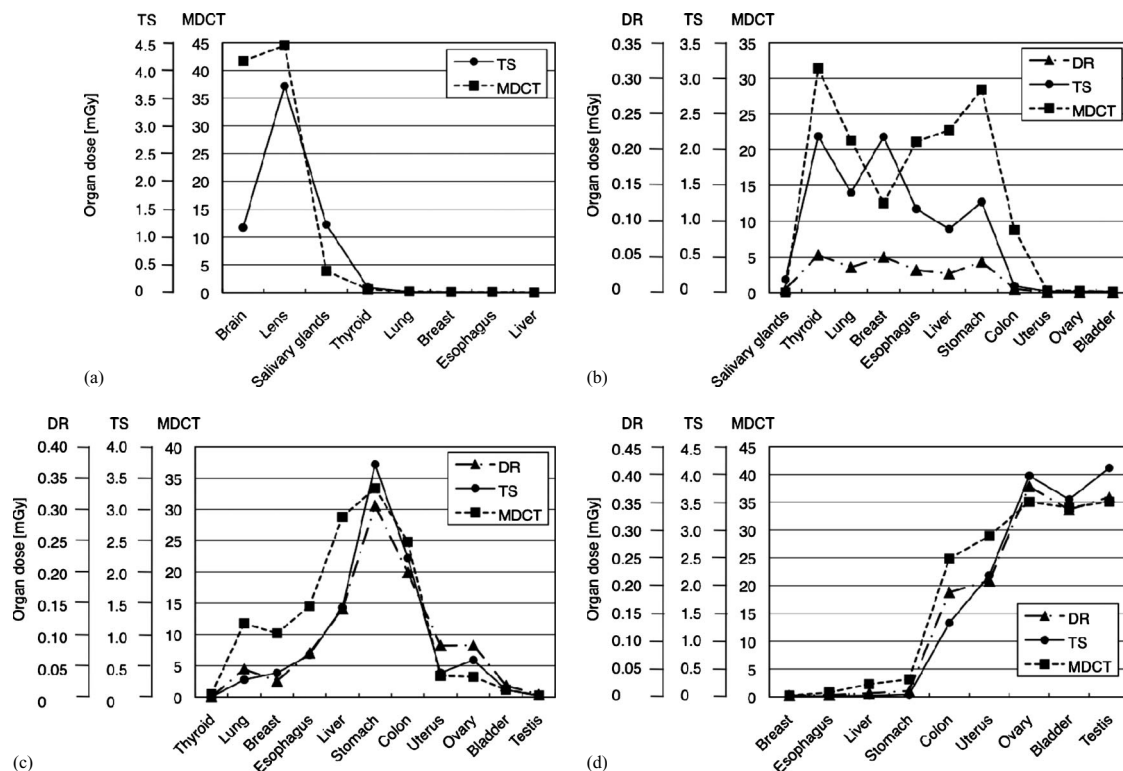 TS MDCT
Organ dose [mGy]
4.5 45
4.0 40
3.5 35
3.0 30
2.5 25
2.0 20
1.5 15
1.0 10
0.5 5
0 0
TS
MDCT
Brain
Lens
Salivary glands
Thyroid
Lung
Breast
Esophagus
Liver
(a)
DR TS MDCT
Organ dose [mGy]
0.35 3.5 35
0.30 3.0 30
0.25 2.5 25
0.20 2.0 20
0.15 1.5 15
0.10 1.0 10
0.05 0.5 5
0 0 0
DR
TS
MDCT
Salivary glands
Thyroid
Lung
Breast
Esophagus
Liver
Stomach
Colon
Uterus
Ovary
Bladder
(b)
DR TS MDCT
Organ dose [mGy]
0.40 4.0 40
0.35 3.5 35
0.30 3.0 30
0.25 2.5 25
0.20 2.0 20
0.15 1.5 15
0.10 1.0 10
0.05 0.5 5
0 0 0
DR
TS
MDCT
Thyroid
Lung
Breast
Esophagus
Liver
Stomach
Colon
Uterus
Ovary
Bladder
Testis
(c)
DR TS MDCT
Organ dose [mGy]
0.45 4.5 45
0.40 4.0 40
0.35 3.5 35
0.30 3.0 30
0.25 2.5 25
0.20 2.0 20
0.15 1.5 15
0.10 1.0 10
0.05 0.5 5
0 0 0
DR
TS
MDCT
Breast
Esophagus
Liver
Stomach
Colon
Uterus
Ovary
Bladder
Testis
(d)